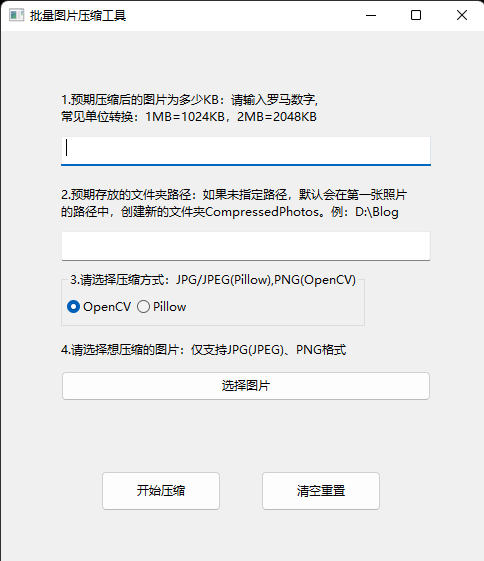 批量图片压缩工具
1.预期压缩后的图片为多少KB：请输入罗马数字,
常见单位转换：1MB=1024KB，2MB=2048KB
2.预期存放的文件夹路径：如果未指定路径，默认会在第一张照片
的路径中，创建新的文件夹CompressedPhotos。例：D:\Blog
3.请选择压缩方式：JPG/JPEG(Pillow),PNG(OpenCV)
OpenCV Pillow
4.请选择想压缩的图片：仅支持JPG(JPEG)、PNG格式
选择图片
开始压缩 清空重置